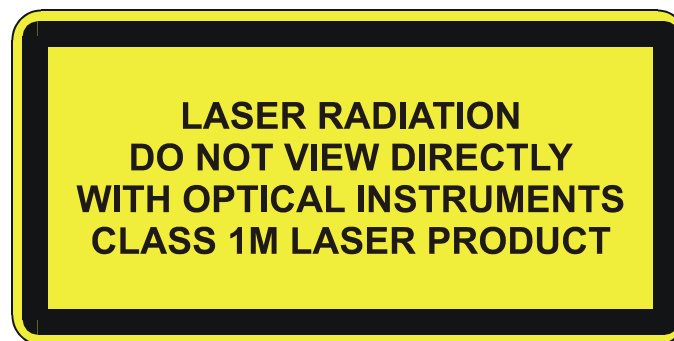 LASER RADIATION
DO NOT VIEW DIRECTLY
WITH OPTICAL INSTRUMENTS
CLASS 1M LASER PRODUCT